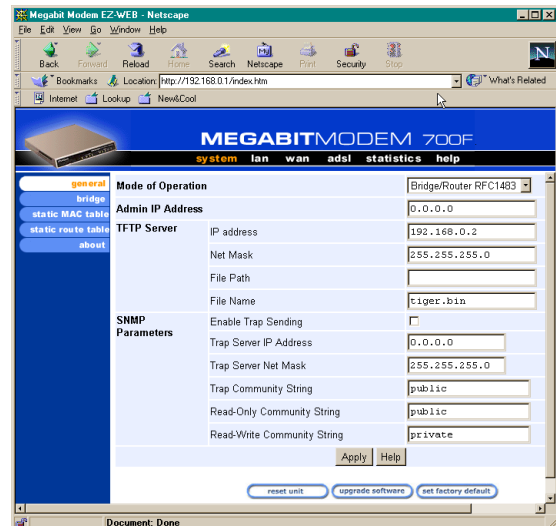 Megabit Modem EZ-WEB - Netscape
File Edit View Go Window Help
Back Forward Reload Home Search Netscape Print Security Stop
N
Bookmarks Location: http://192.168.0.1/index.htm What's Related
Internet Lookup New&Cool
MEGABITMODEM 700F
system lan wan adsl statistics help
general
bridge
static MAC table
static route table
about
Mode of Operation Bridge/Router RFC1483
Admin IP Address 0.0.0.0
TFTP Server IP address 192.168.0.2
Net Mask 255.255.255.0
File Path
File Name tiger.bin
SNMP Parameters Enable Trap Sending
Trap Server IP Address 0.0.0.0
Trap Server Net Mask 255.255.255.0
Trap Community String public
Read-Only Community String public
Read-Write Community String private
Apply Help
reset unit upgrade software set factory default
Document: Done